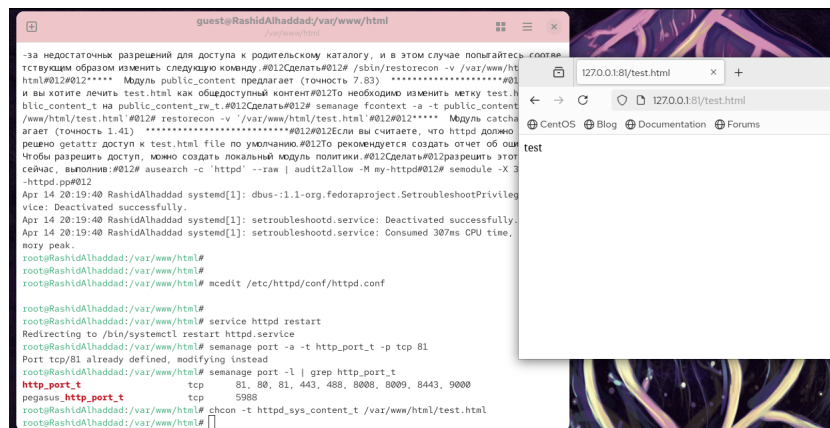 guest@RashidAlhaddad:/var/www/html
/var/www/html
-за недостаточных разрешений для доступа к родительскому каталогу, и в этом случае попытайтесь соотве
тствующим образом изменить следующую команду.#012Сделать#012# /sbin/restorecon -v /var/www/ht
html#012#012***** Модуль public_content предлагает (точность 7.83) ********************#01
и вы хотите лечить test.html как общедоступный контент#012То необходимо изменить метку test.h
blic_content_t на public_content_rw_t.#012Сделать#012# semanage fcontext -a -t public_content
/www/html/test.html'#012# restorecon -v '/var/www/html/test.html'#012#012***** Модуль catcha
агает (точность 1.41) **************************#012#012Если вы считаете, что httpd должно
решено getattr доступ к test.html file по умолчанию.#012То рекомендуется создать отчет об оши
Чтобы разрешить доступ, можно создать локальный модуль политики.#012Сделать#012разрешить этот
сейчас, выполнив:#012# ausearch -c 'httpd' --raw | audit2allow -M my-httpd#012# semodule -X 3
-httpd.pp#012
Apr 14 20:19:40 RashidAlhaddad systemd[1]: dbus-:1.1-org.fedoraproject.SetroubleshootPrivileg
vice: Deactivated successfully.
Apr 14 20:19:40 RashidAlhaddad systemd[1]: setroubleshootd.service: Deactivated successfully.
Apr 14 20:19:40 RashidAlhaddad systemd[1]: setroubleshootd.service: Consumed 307ms CPU time,
mory peak.
root@RashidAlhaddad:/var/www/html#
root@RashidAlhaddad:/var/www/html#
root@RashidAlhaddad:/var/www/html# mcedit /etc/httpd/conf/httpd.conf
root@RashidAlhaddad:/var/www/html#
root@RashidAlhaddad:/var/www/html# service httpd restart
Redirecting to /bin/systemctl restart httpd.service
root@RashidAlhaddad:/var/www/html# semanage port -a -t http_port_t -p tcp 81
Port tcp/81 already defined, modifying instead
root@RashidAlhaddad:/var/www/html# semanage port -l | grep http_port_t
http_port_t tcp 81, 80, 81, 443, 488, 8008, 8009, 8443, 9000
pegasus_http_port_t tcp 5988
root@RashidAlhaddad:/var/www/html# chcon -t httpd_sys_content_t /var/www/html/test.html
root@RashidAlhaddad:/var/www/html#
127.0.0.1:81/test.html
127.0.0.1:81/test.html
CentOS Blog Documentation Forums
test